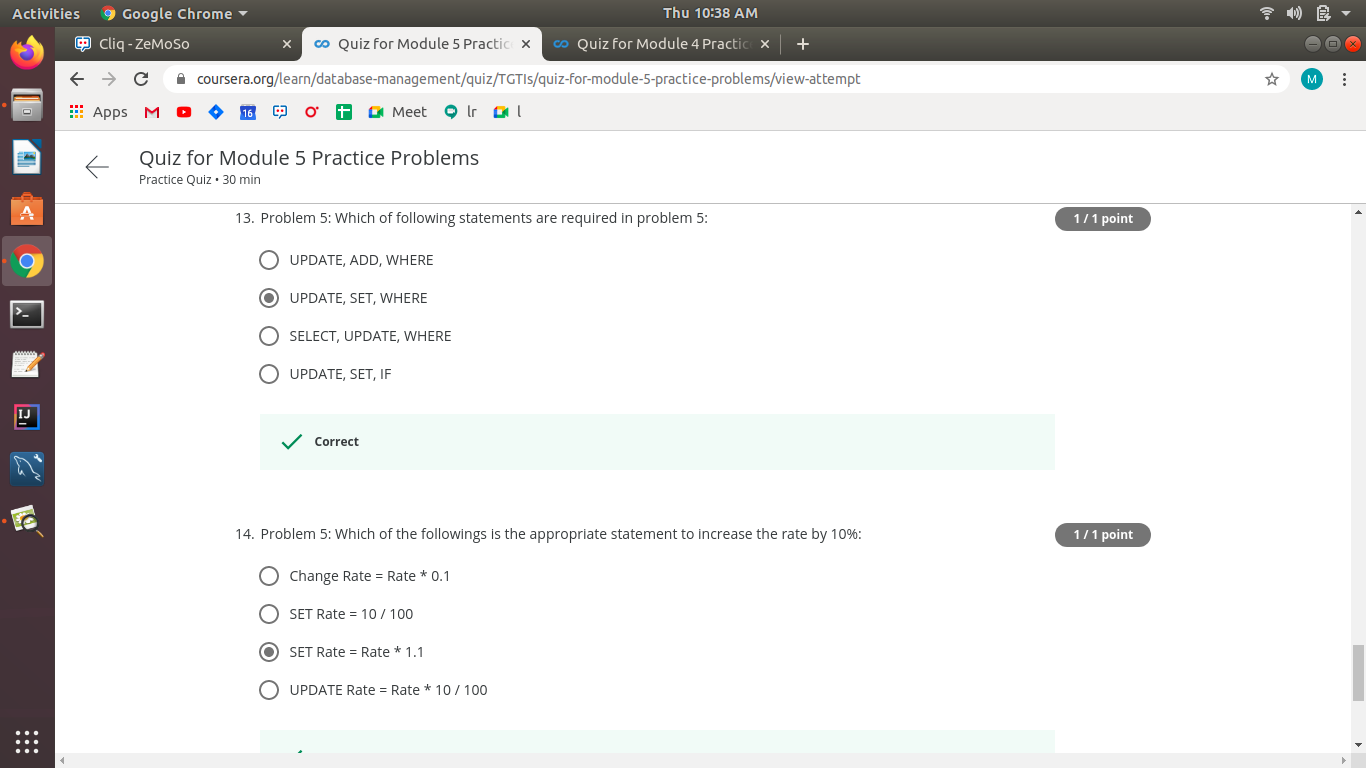 Activities Google Chrome Thu 10:38 AM
Cliq - ZeMoSo Quiz for Module 5 Practic Quiz for Module 4 Practic
coursera.org/learn/database-management/quiz/TGTIs/quiz-for-module-5-practice-problems/view-attempt M
Apps 16 Meet lr l
Quiz for Module 5 Practice Problems
Practice Quiz • 30 min
13. Problem 5: Which of following statements are required in problem 5: 1 / 1 point
UPDATE, ADD, WHERE
UPDATE, SET, WHERE
SELECT, UPDATE, WHERE
UPDATE, SET, IF
Correct
14. Problem 5: Which of the followings is the appropriate statement to increase the rate by 10%: 1 / 1 point
Change Rate = Rate * 0.1
SET Rate = 10 / 100
SET Rate = Rate * 1.1
UPDATE Rate = Rate * 10 / 100
IJ